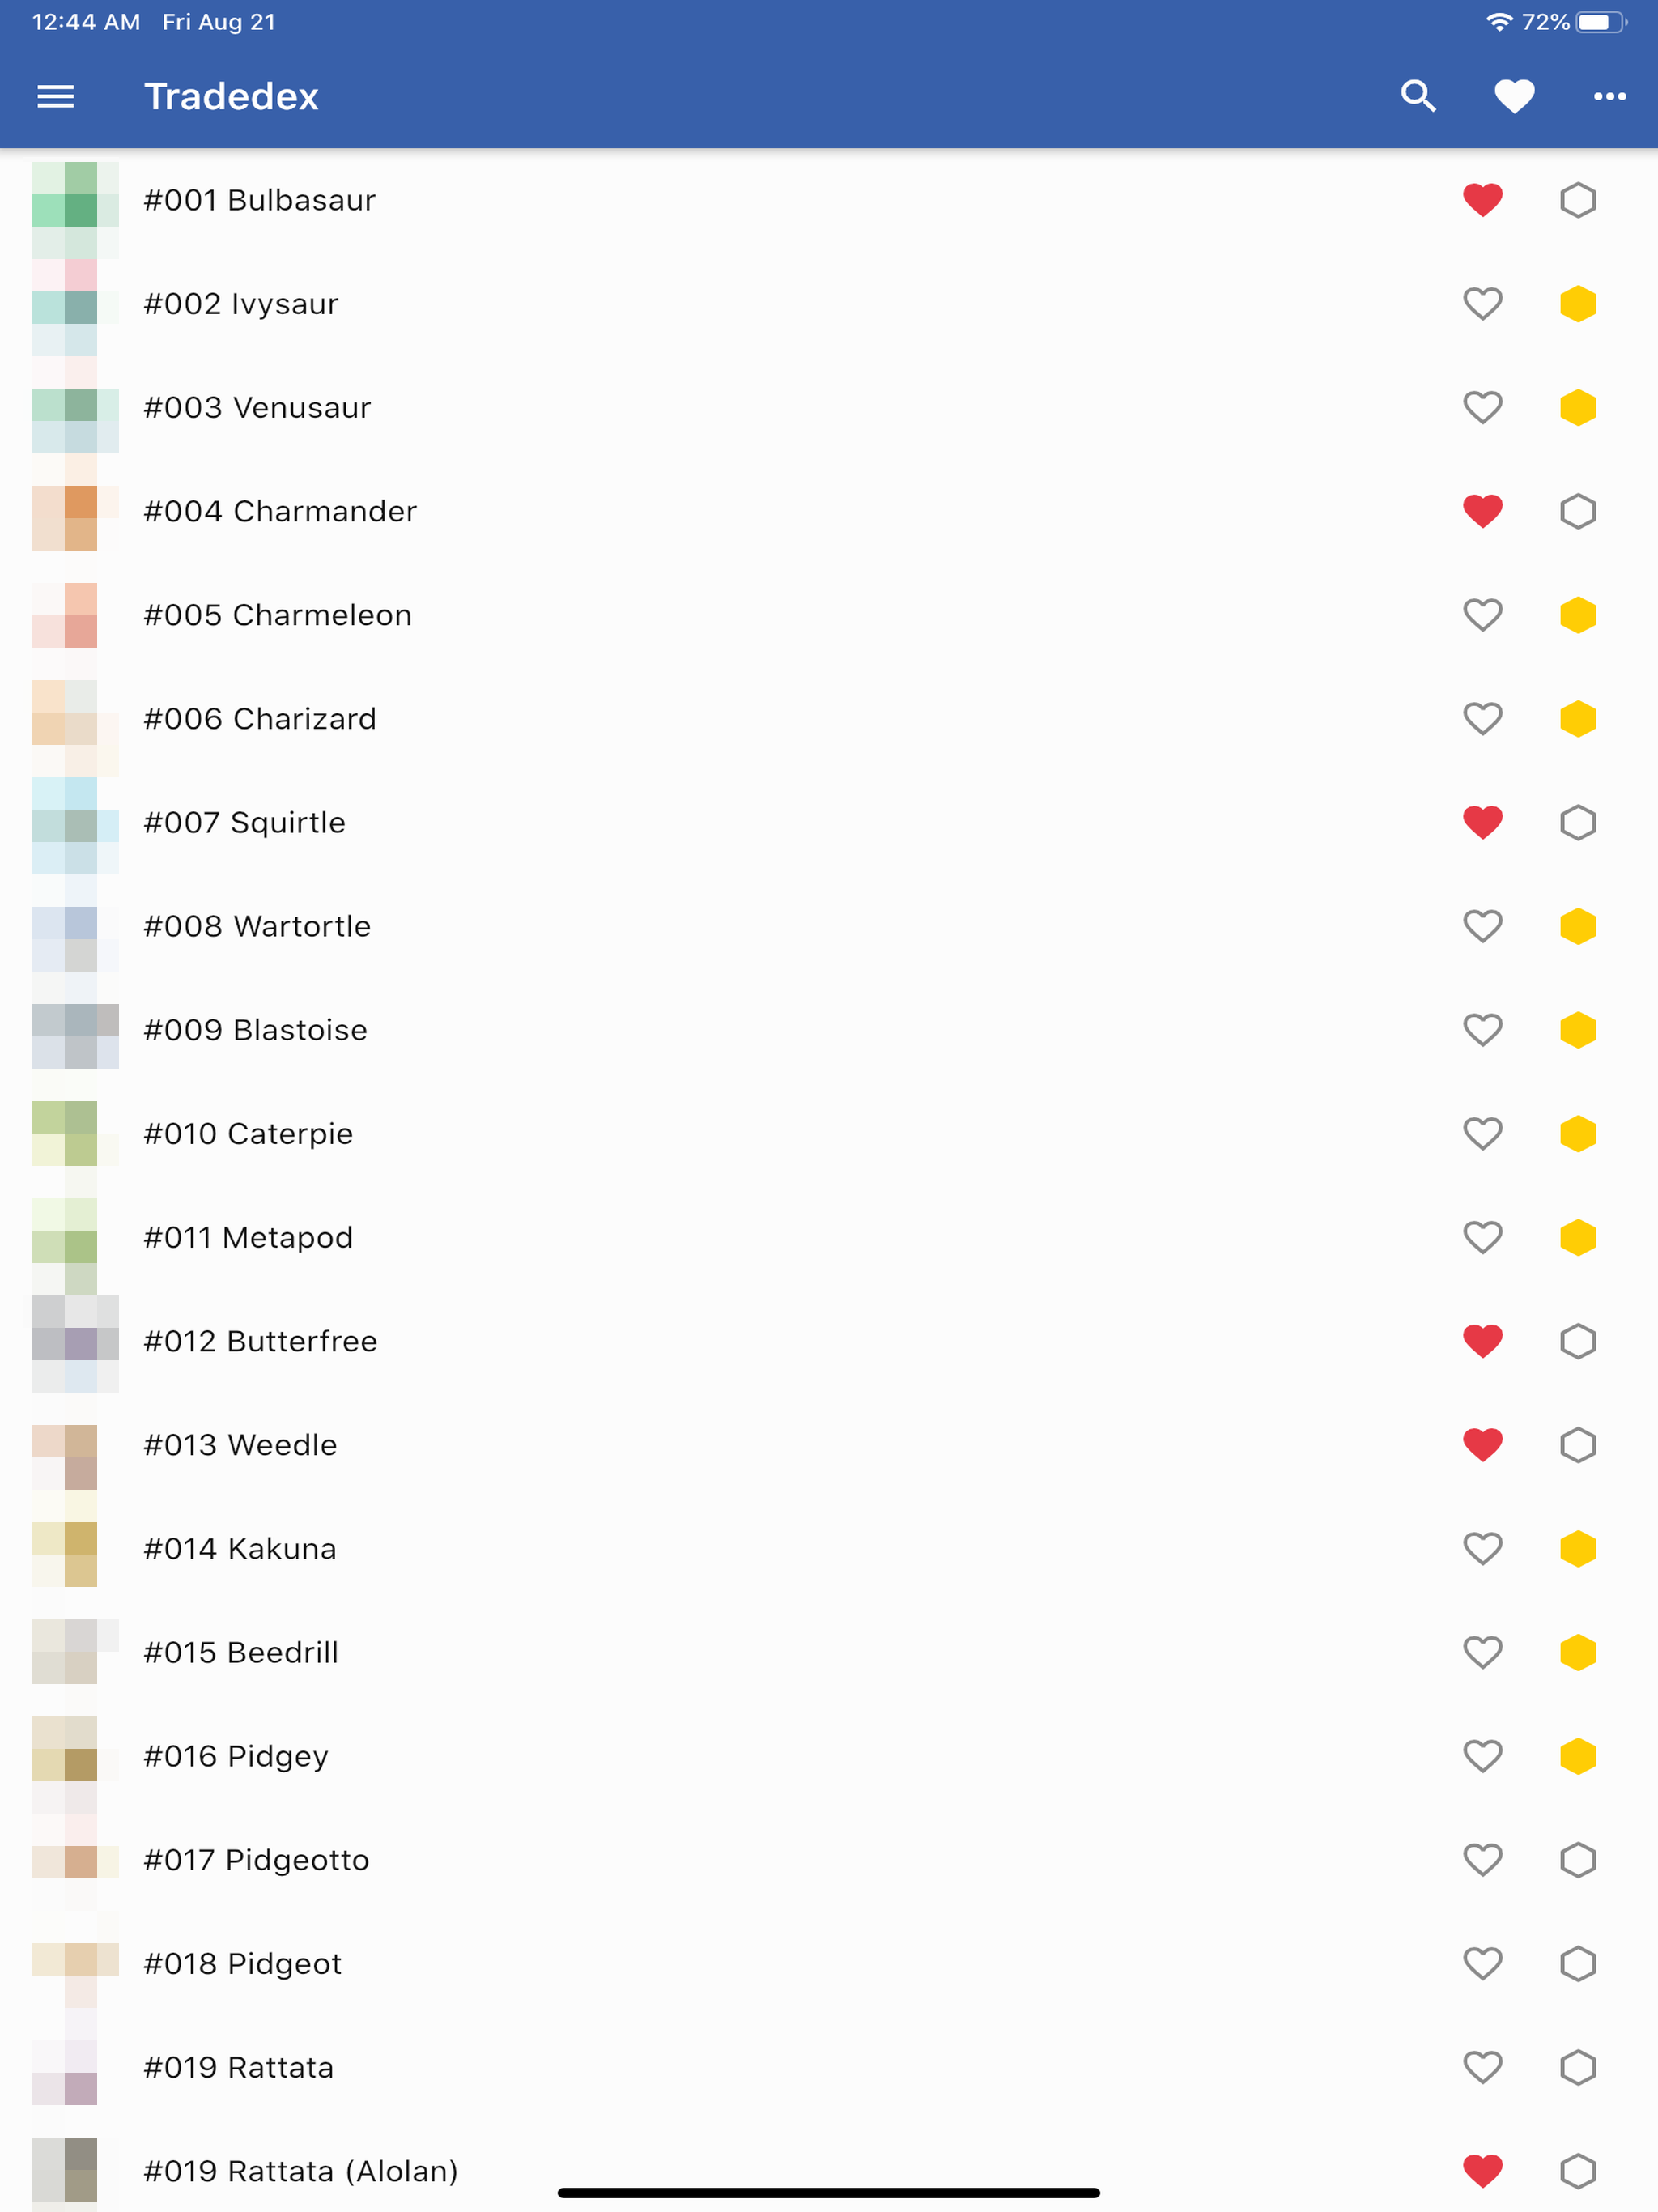 12:44 AM Fri Aug 21 72%
Tradedex
#001 Bulbasaur
#002 Ivysaur
#003 Venusaur
#004 Charmander
#005 Charmeleon
#006 Charizard
#007 Squirtle
#008 Wartortle
#009 Blastoise
#010 Caterpie
#011 Metapod
#012 Butterfree
#013 Weedle
#014 Kakuna
#015 Beedrill
#016 Pidgey
#017 Pidgeotto
#018 Pidgeot
#019 Rattata
#019 Rattata (Alolan)